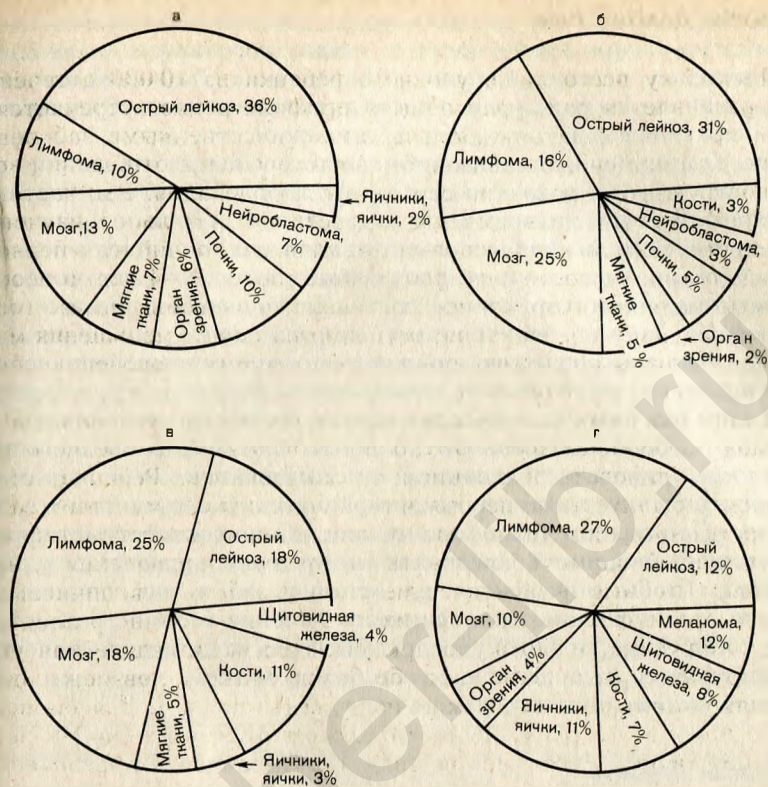 а
Острый лейкоз, 36%
Лимфома, 10%
Мозг,13 %
Мягкие
ткани, 7%
Орган
зрения, 6%
Почки, 10%
Нейробластома,
7%
Яичники,
яички, 2%
б
Острый лейкоз, 31%
Лимфома, 16%
Кости, 3%
Нейробластома,
3%
Почки, 5%
Мозг, 25%
Мягкие
ткани, 5 %
Орган
зрения, 2%
в
Лимфома, 25%
Острый
лейкоз, 18%
Щитовидная
железа, 4%
Мозг, 18%
Кости, 11%
Мягкие
ткани, 5%
Яичники,
яички, 3%
г
Лимфома, 27%
Острый
лейкоз, 12%
Меланома,
12%
Щитовидная
железа, 8%
Мозг, 10%
Орган
зрения, 4%
Яичники,
яички, 11%
Кости, 7%